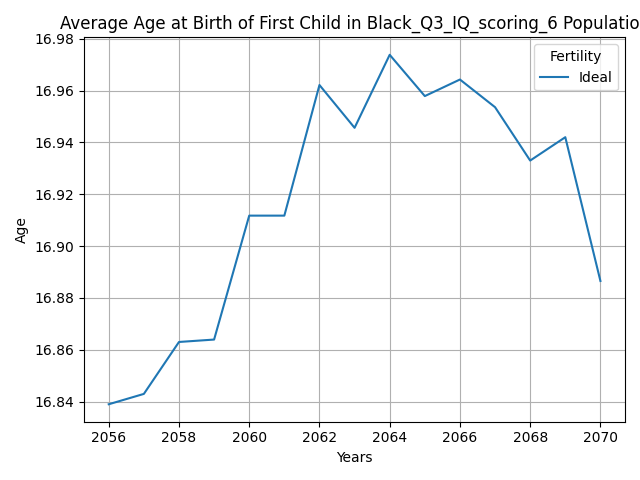 Average Age at Birth of First Child in Black_Q3_IQ_scoring_6 Populatio
16.98
16.96
16.94
16.92
16.90
16.88
16.86
16.84
Age
Fertility
Ideal
2056 2058 2060 2062 2064 2066 2068 2070
Years